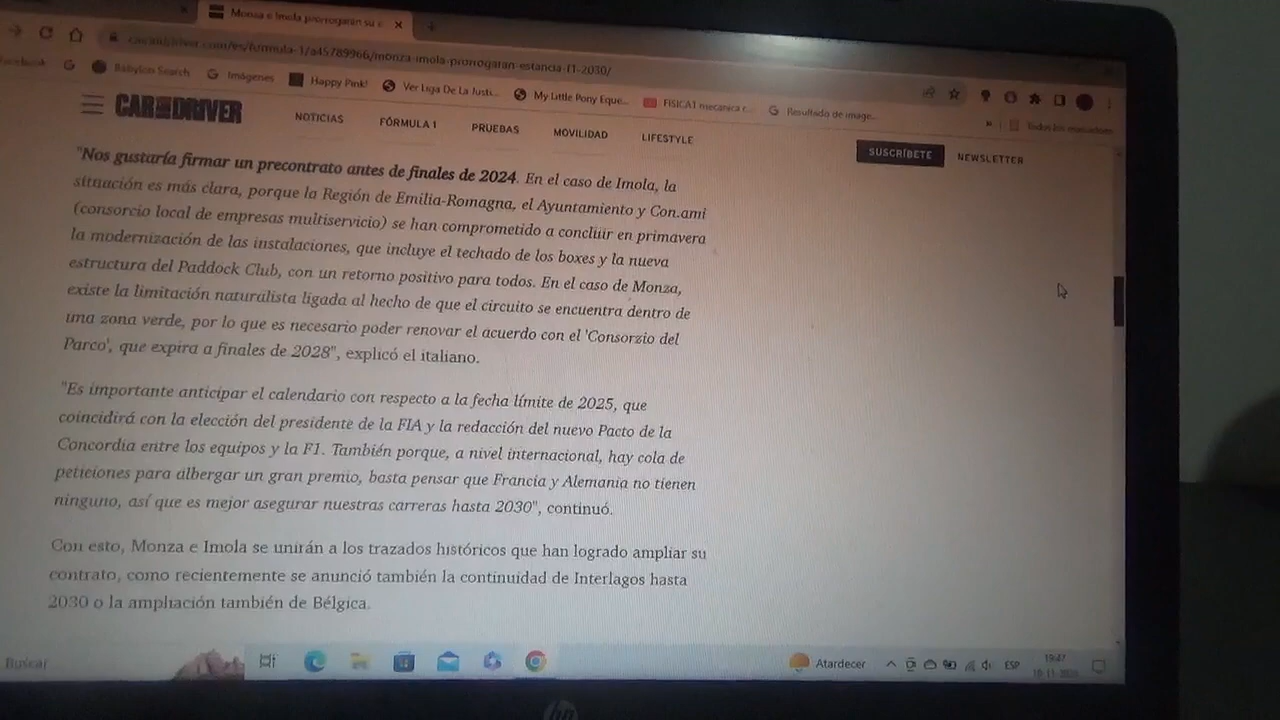 Monza e Imola prorrogarán su e
caranddriver.com/es/formula-1/a45789966/monza-imola-prorrogaran-estancia-f1-2030/
Facebook
Babylon Search
Imágenes
Happy Pink!
Ver Liga De La Justi...
My Little Pony Eque...
FISICA1 mecanica r...
Resultado de image...
» Todos los marcadores
CAR AND DRIVER
NOTICIAS FÓRMULA 1 PRUEBAS MOVILIDAD LIFESTYLE
SUSCRÍBETE NEWSLETTER
"Nos gustaría firmar un precontrato antes de finales de 2024. En el caso de Imola, la
situación es más clara, porque la Región de Emilia-Romagna, el Ayuntamiento y Con.ami
(consorcio local de empresas multiservicio) se han comprometido a concluir en primavera
la modernización de las instalaciones, que incluye el techado de los boxes y la nueva
estructura del Paddock Club, con un retorno positivo para todos. En el caso de Monza,
existe la limitación naturalista ligada al hecho de que el circuito se encuentra dentro de
una zona verde, por lo que es necesario poder renovar el acuerdo con el 'Consorzio del
Parco', que expira a finales de 2028", explicó el italiano.
"Es importante anticipar el calendario con respecto a la fecha límite de 2025, que
coincidirá con la elección del presidente de la FIA y la redacción del nuevo Pacto de la
Concordia entre los equipos y la F1. También porque, a nivel internacional, hay cola de
peticiones para albergar un gran premio, basta pensar que Francia y Alemania no tienen
ninguno, así que es mejor asegurar nuestras carreras hasta 2030", continuó.
Con esto, Monza e Imola se unirán a los trazados históricos que han logrado ampliar su
contrato, como recientemente se anunció también la continuidad de Interlagos hasta
2030 o la ampliación también de Bélgica.
Buscar
Atardecer
ESP
19:47
hp